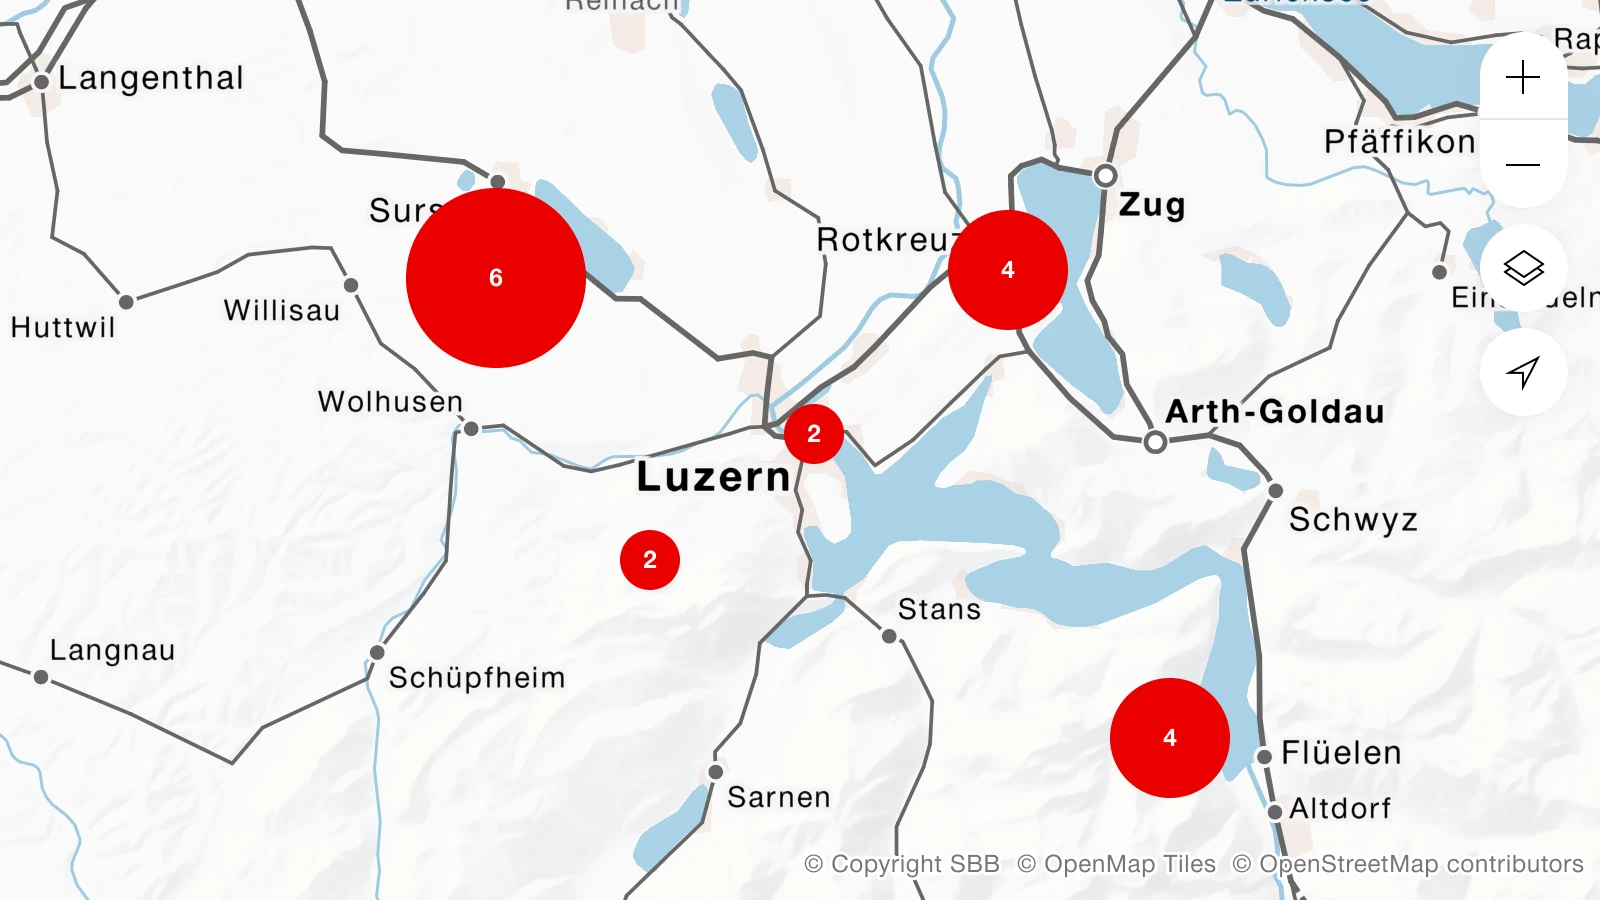 Langenthal
Pfäffikon
Zug
Rotkreuz
6
4
Willisau
Huttwil
Wolhusen
Arth-Goldau
2
Luzern
Schwyz
2
Stans
Langnau
Schüpfheim
4
Flüelen
Sarnen
Altdorf
© Copyright SBB © OpenMap Tiles © OpenStreetMap contributors